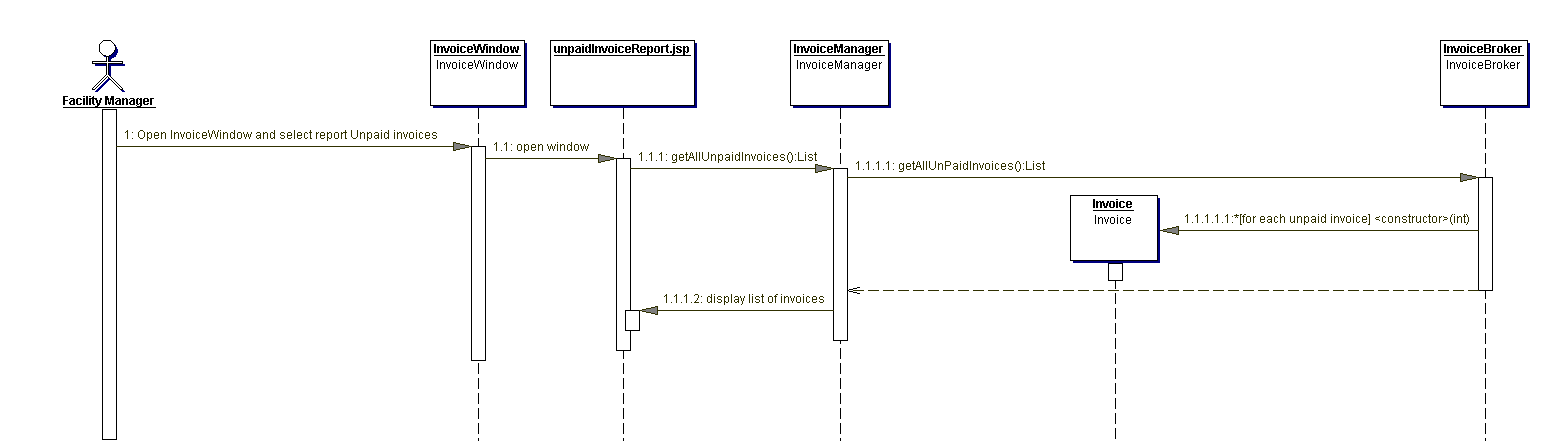 InvoiceWindow
InvoiceWindow
unpaidInvoiceReport.jsp
InvoiceManager
InvoiceManager
InvoiceBroker
InvoiceBroker
Facility Manager
1: Open InvoiceWindow and select report Unpaid invoices
1.1: open window
1.1.1: getAllUnpaidInvoices():List
1.1.1.1: getAllUnPaidInvoices():List
Invoice
Invoice
1.1.1.1.1:*[for each unpaid invoice] <constructor>(int)
1.1.1.2: display list of invoices